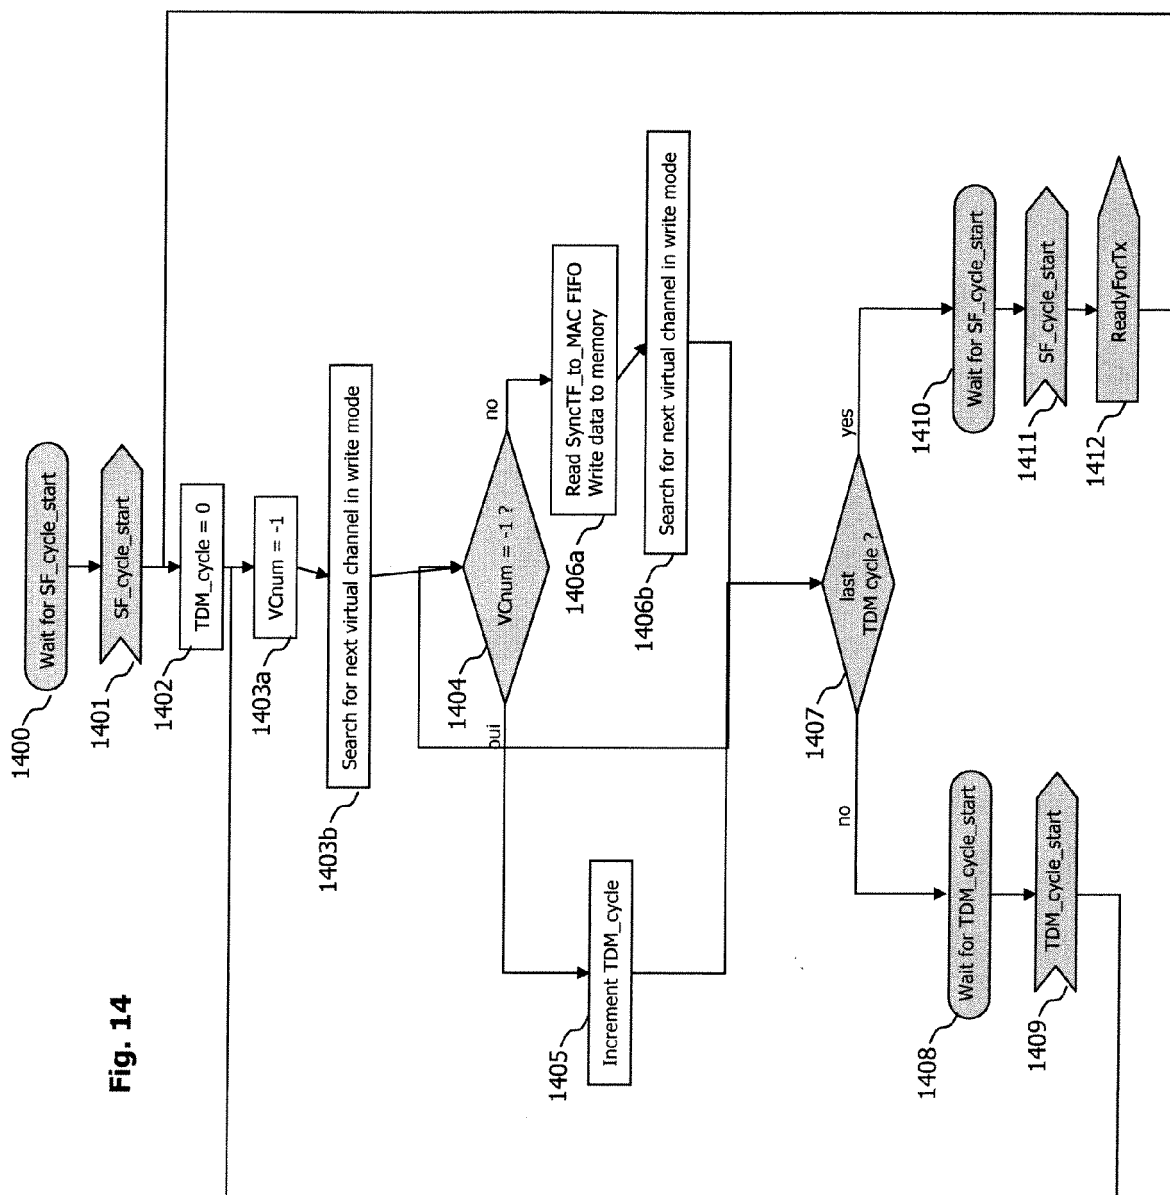 Fig. 14
1400
Wait for SF_cycle_start
1401
SF_cycle_start
1402
TDM_cycle = 0
1403a
VCnum = -1
1403b
Search for next virtual channel in write mode
1404
VCnum = -1 ?
oui
no
1405
Increment TDM_cycle
1406a
Read SyncTF_to_MAC FIFO
Write data to memory
1406b
Search for next virtual channel in write mode
1407
last
TDM cycle ?
no
yes
1408
Wait for TDM_cycle_start
1409
TDM_cycle_start
1410
Wait for SF_cycle_start
1411
SF_cycle_start
1412
ReadyForTx